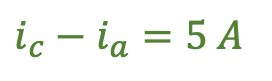 i_c − i_a = 5 A